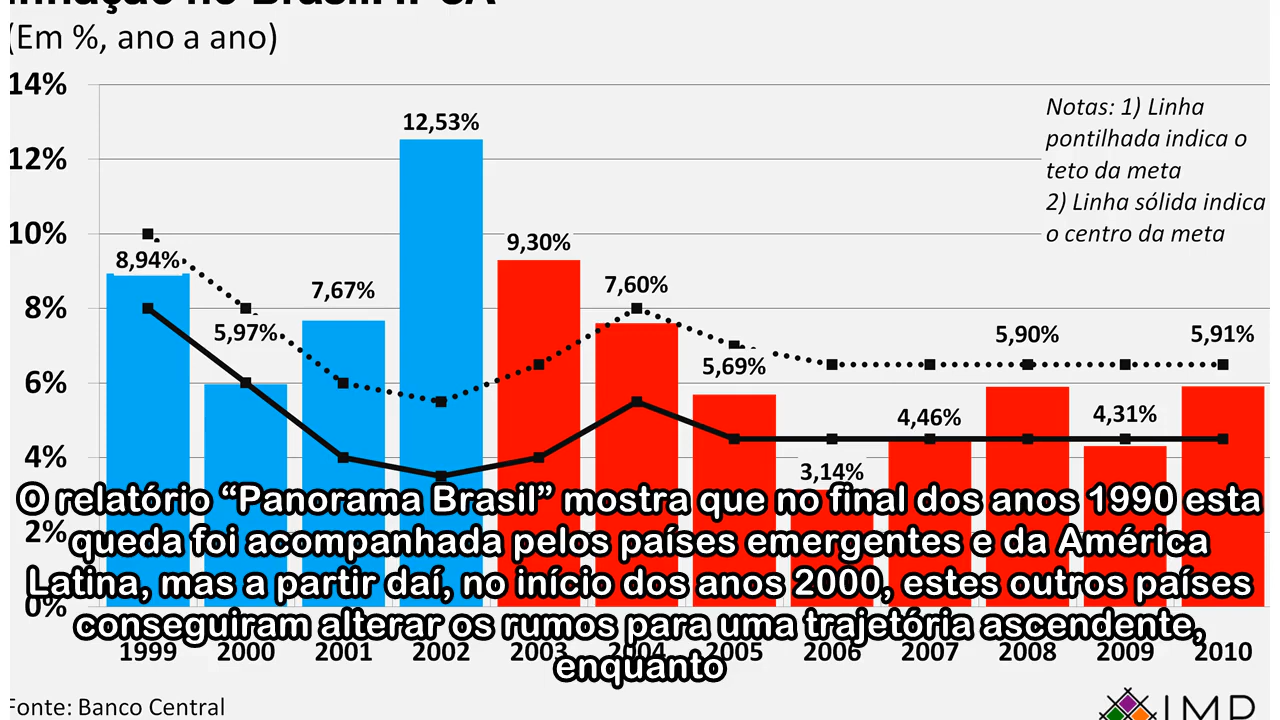 Inflação no Brasil: IPCA
(Em %, ano a ano)
14%
12%
10%
8%
6%
4%
2%
0%
12,53%
8,94%
5,97%
7,67%
9,30%
7,60%
5,69%
3,14%
4,46%
5,90%
4,31%
5,91%
Notas: 1) Linha
pontilhada indica o
teto da meta
2) Linha sólida indica
o centro da meta
O relatório “Panorama Brasil” mostra que no final dos anos 1990 esta
queda foi acompanhada pelos países emergentes e da América
Latina, mas a partir daí, no início dos anos 2000, estes outros países
conseguiram alterar os rumos para uma trajetória ascendente,
enquanto
1999 2000 2001 2002 2003 2004 2005 2006 2007 2008 2009 2010
Fonte: Banco Central